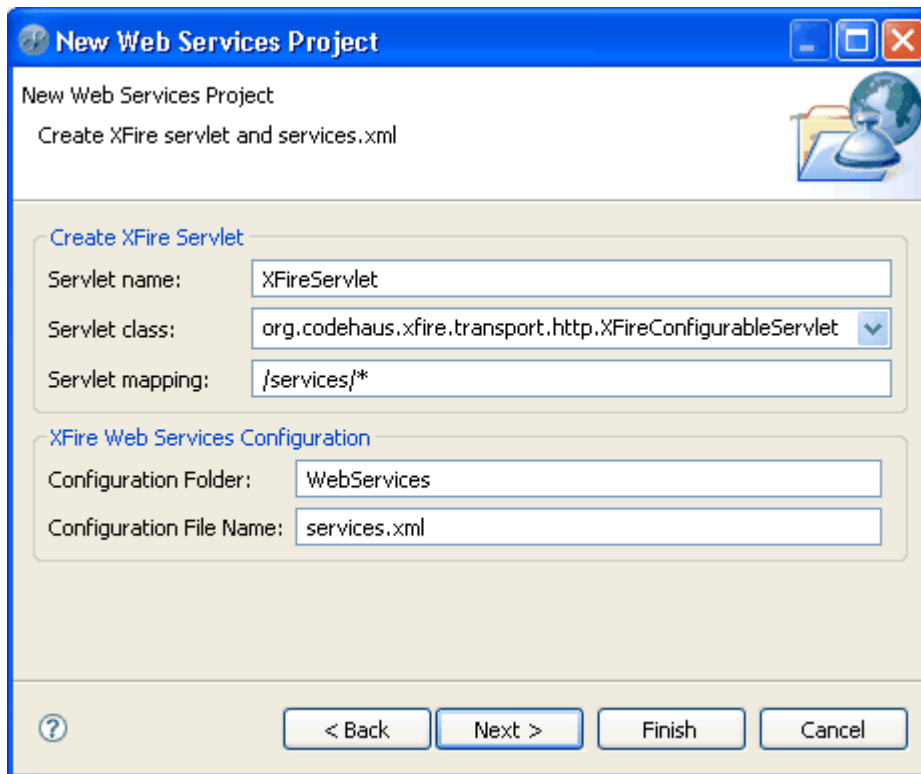 New Web Services Project
New Web Services Project
Create XFire servlet and services.xml
Create XFire Servlet
Servlet name: XFireServlet
Servlet class: org.codehaus.xfire.transport.http.XFireConfigurableServlet
Servlet mapping: /services/*
XFire Web Services Configuration
Configuration Folder: WebServices
Configuration File Name: services.xml
? < Back Next > Finish Cancel